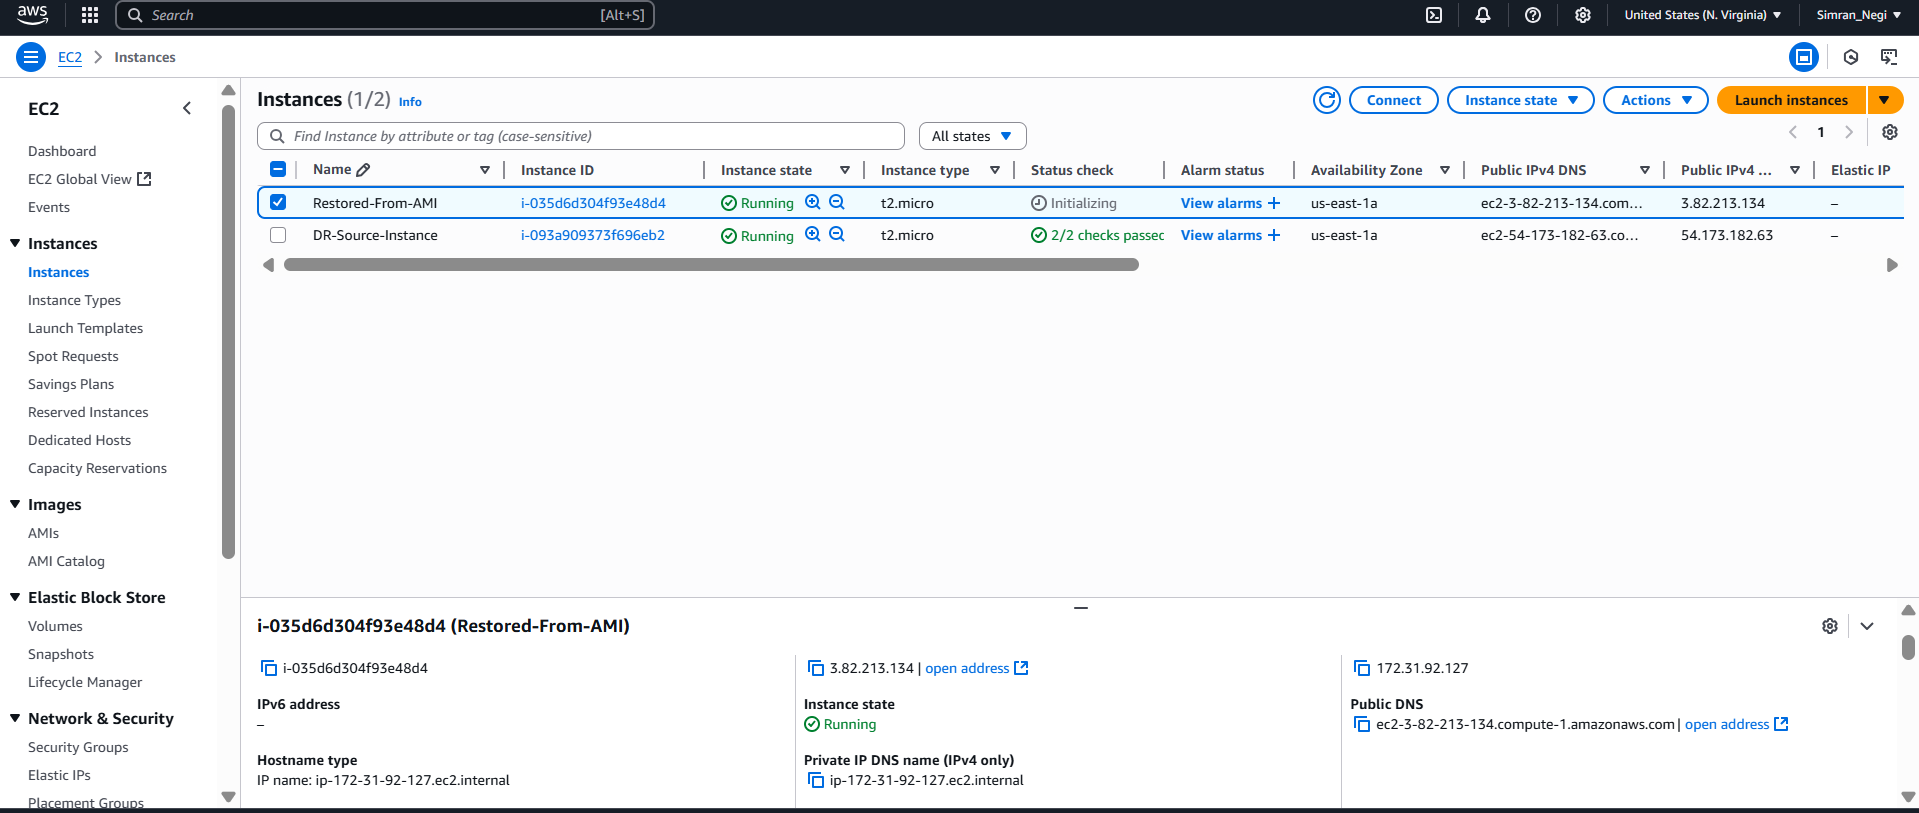 aws
Search
[Alt+S]
United States (N. Virginia)
Simran_Negi
EC2
Instances
EC2
Dashboard
EC2 Global View
Events
Instances
Instances
Instance Types
Launch Templates
Spot Requests
Savings Plans
Reserved Instances
Dedicated Hosts
Capacity Reservations
Images
AMIs
AMI Catalog
Elastic Block Store
Volumes
Snapshots
Lifecycle Manager
Network & Security
Security Groups
Elastic IPs
Placement Groups
Instances (1/2) Info
Connect
Instance state
Actions
Launch instances
Find Instance by attribute or tag (case-sensitive)
All states
1
Name Instance ID Instance state Instance type Status check Alarm status Availability Zone Public IPv4 DNS Public IPv4 ... Elastic IP
Restored-From-AMI i-035d6d304f93e48d4 Running t2.micro Initializing View alarms + us-east-1a ec2-3-82-213-134.com... 3.82.213.134 –
DR-Source-Instance i-093a909373f696eb2 Running t2.micro 2/2 checks passec View alarms + us-east-1a ec2-54-173-182-63.co... 54.173.182.63 –
i-035d6d304f93e48d4 (Restored-From-AMI)
i-035d6d304f93e48d4
3.82.213.134 | open address
172.31.92.127
IPv6 address
–
Instance state
Running
Public DNS
ec2-3-82-213-134.compute-1.amazonaws.com | open address
Hostname type
IP name: ip-172-31-92-127.ec2.internal
Private IP DNS name (IPv4 only)
ip-172-31-92-127.ec2.internal